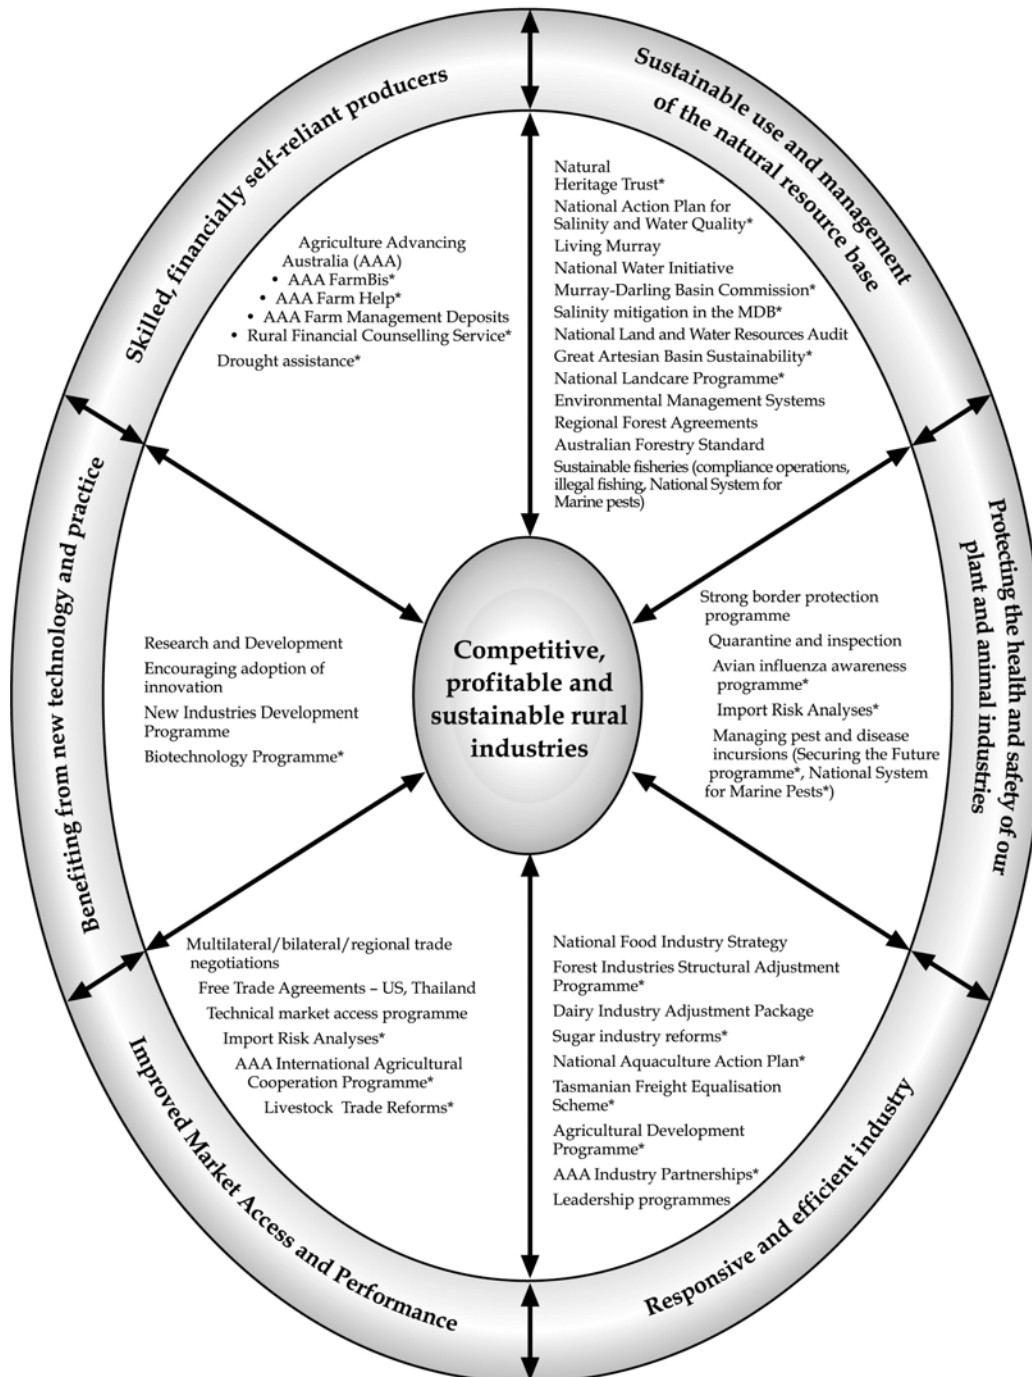 Skilled, financially self-reliant producers
Sustainable use and management
of the natural resource base
Agriculture Advancing
Australia (AAA)
• AAA FarmBis*
• AAA Farm Help*
• AAA Farm Management Deposits
• Rural Financial Counselling Service*
Drought assistance*
Natural
Heritage Trust*
National Action Plan for
Salinity and Water Quality*
Living Murray
National Water Initiative
Murray-Darling Basin Commission*
Salinity mitigation in the MDB*
National Land and Water Resources Audit
Great Artesian Basin Sustainability*
National Landcare Programme*
Environmental Management Systems
Regional Forest Agreements
Australian Forestry Standard
Sustainable fisheries (compliance operations,
illegal fishing, National System for
Marine pests)
Benefiting from new technology and practice
Research and Development
Encouraging adoption of
innovation
New Industries Development
Programme
Biotechnology Programme*
Competitive,
profitable and
sustainable rural
industries
Strong border protection
programme
Quarantine and inspection
Avian influenza awareness
programme*
Import Risk Analyses*
Managing pest and disease
incursions (Securing the Future
programme*, National System
for Marine Pests*)
Protecting the health and safety of our
plant and animal industries
Multilateral/bilateral/regional trade
negotiations
Free Trade Agreements – US, Thailand
Technical market access programme
Import Risk Analyses*
AAA International Agricultural
Cooperation Programme*
Livestock Trade Reforms*
National Food Industry Strategy
Forest Industries Structural Adjustment
Programme*
Dairy Industry Adjustment Package
Sugar industry reforms*
National Aquaculture Action Plan*
Tasmanian Freight Equalisation
Scheme*
Agricultural Development
Programme*
AAA Industry Partnerships*
Leadership programmes
Improved Market Access and Performance
Responsive and efficient industry